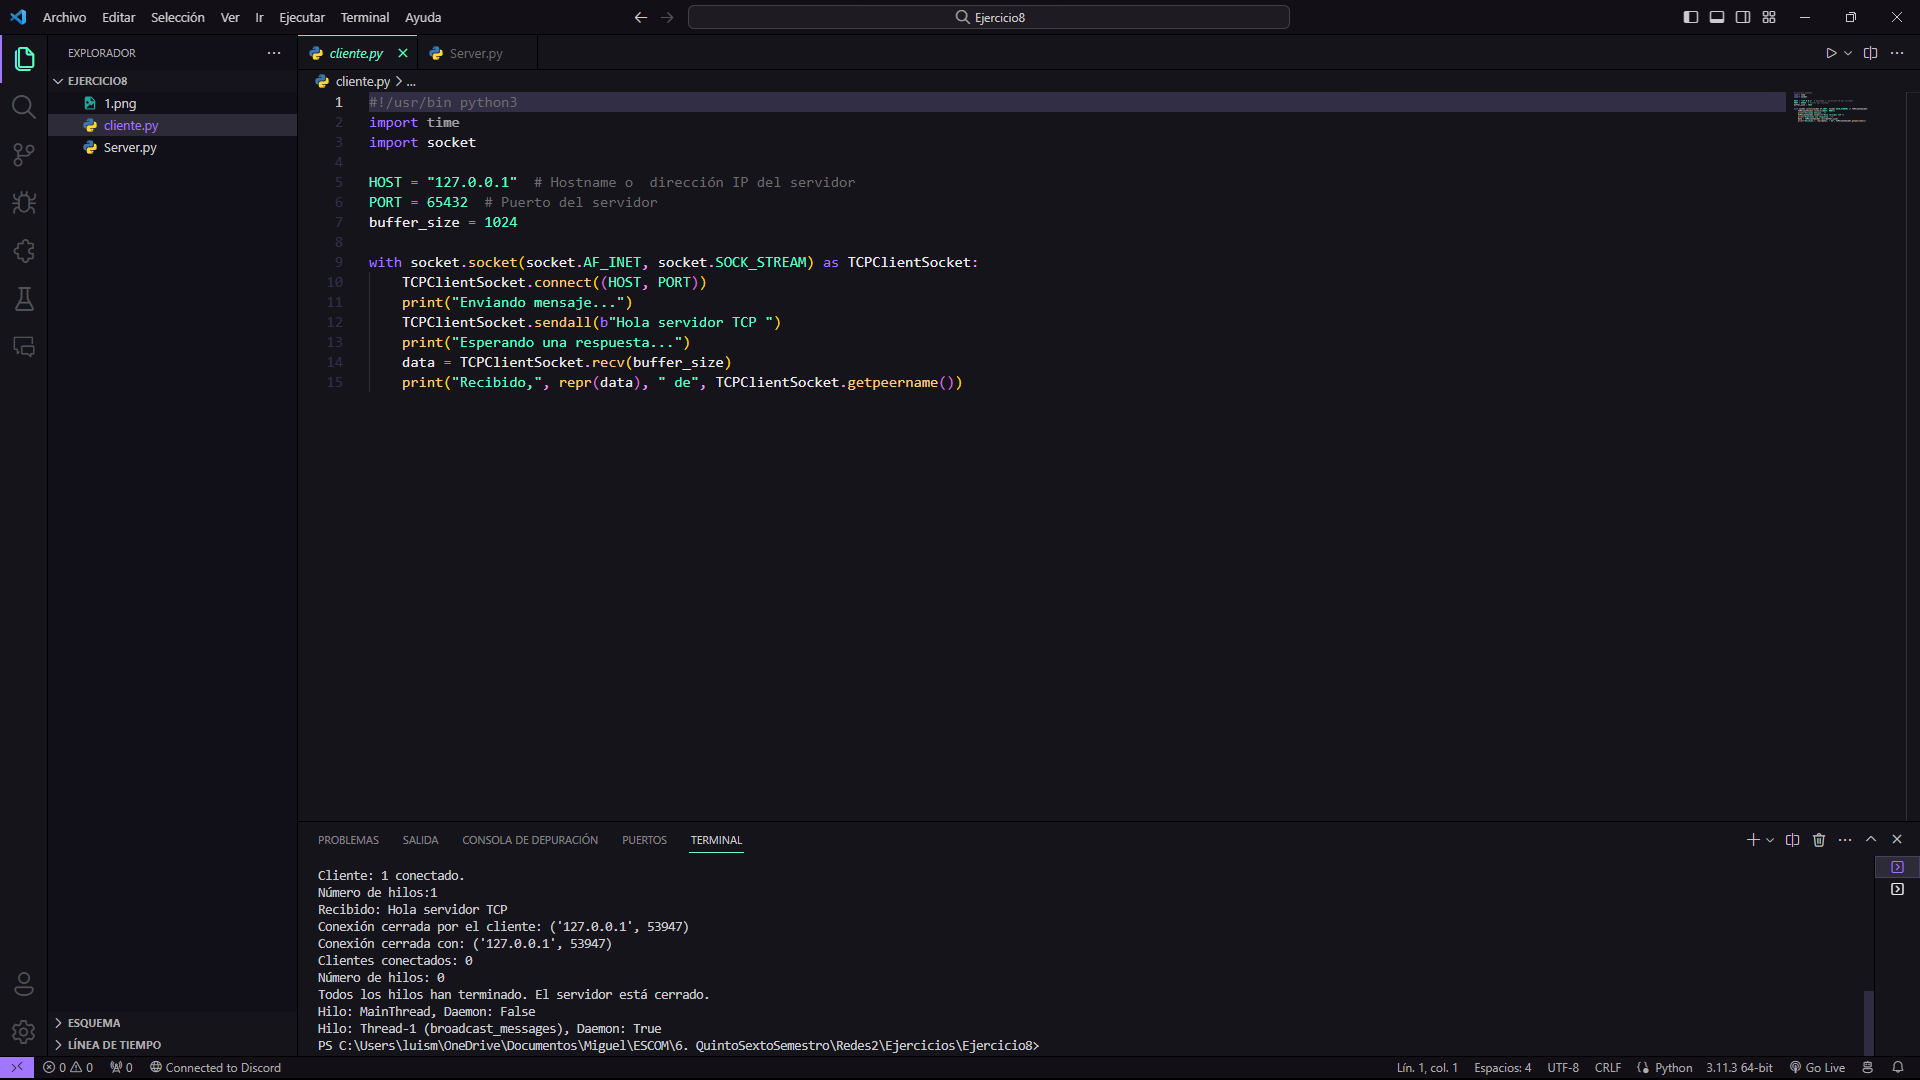 Archivo Editar Selección Ver Ir Ejecutar Terminal Ayuda
Ejercicio8
EXPLORADOR
EJERCICIO8
1.png
cliente.py
Server.py
ESQUEMA
LÍNEA DE TIEMPO
cliente.py Server.py
cliente.py > ...
1 #!/usr/bin python3
2 import time
3 import socket
4
5 HOST = "127.0.0.1"  # Hostname o  dirección IP del servidor
6 PORT = 65432  # Puerto del servidor
7 buffer_size = 1024
8
9 with socket.socket(socket.AF_INET, socket.SOCK_STREAM) as TCPClientSocket:
10     TCPClientSocket.connect((HOST, PORT))
11     print("Enviando mensaje...")
12     TCPClientSocket.sendall(b"Hola servidor TCP ")
13     print("Esperando una respuesta...")
14     data = TCPClientSocket.recv(buffer_size)
15     print("Recibido,", repr(data), " de", TCPClientSocket.getpeername())
PROBLEMAS SALIDA CONSOLA DE DEPURACIÓN PUERTOS TERMINAL
Cliente: 1 conectado.
Número de hilos:1
Recibido: Hola servidor TCP
Conexión cerrada por el cliente: ('127.0.0.1', 53947)
Conexión cerrada con: ('127.0.0.1', 53947)
Clientes conectados: 0
Número de hilos: 0
Todos los hilos han terminado. El servidor está cerrado.
Hilo: MainThread, Daemon: False
Hilo: Thread-1 (broadcast_messages), Daemon: True
PS C:\Users\luism\OneDrive\Documentos\Miguel\ESCOM\6. QuintoSextoSemestro\Redes2\Ejercicios\Ejercicio8>
0 0 0 Connected to Discord Lín. 1, col. 1 Espacios: 4 UTF-8 CRLF Python 3.11.3 64-bit Go Live